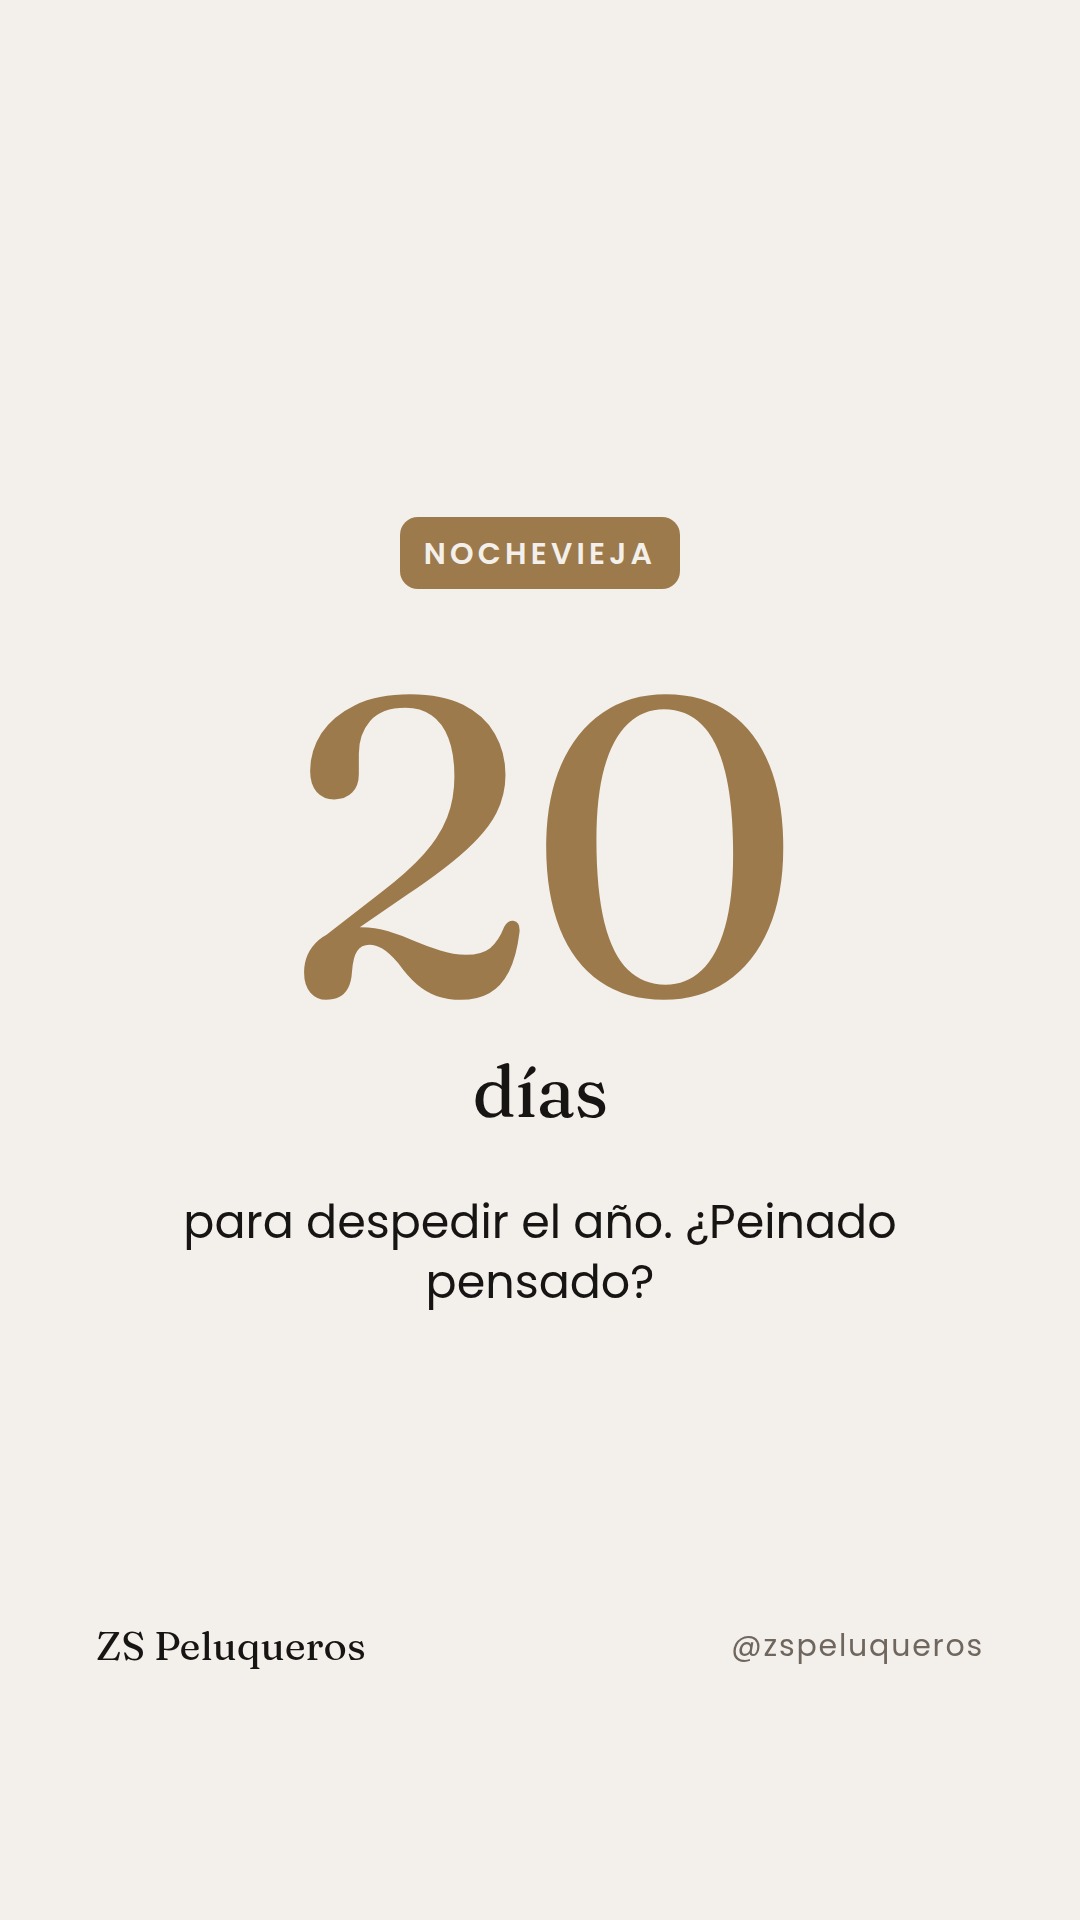 NOCHEVIEJA
20
días
para despedir el año. ¿Peinado
pensado?
ZS Peluqueros
@zspeluqueros